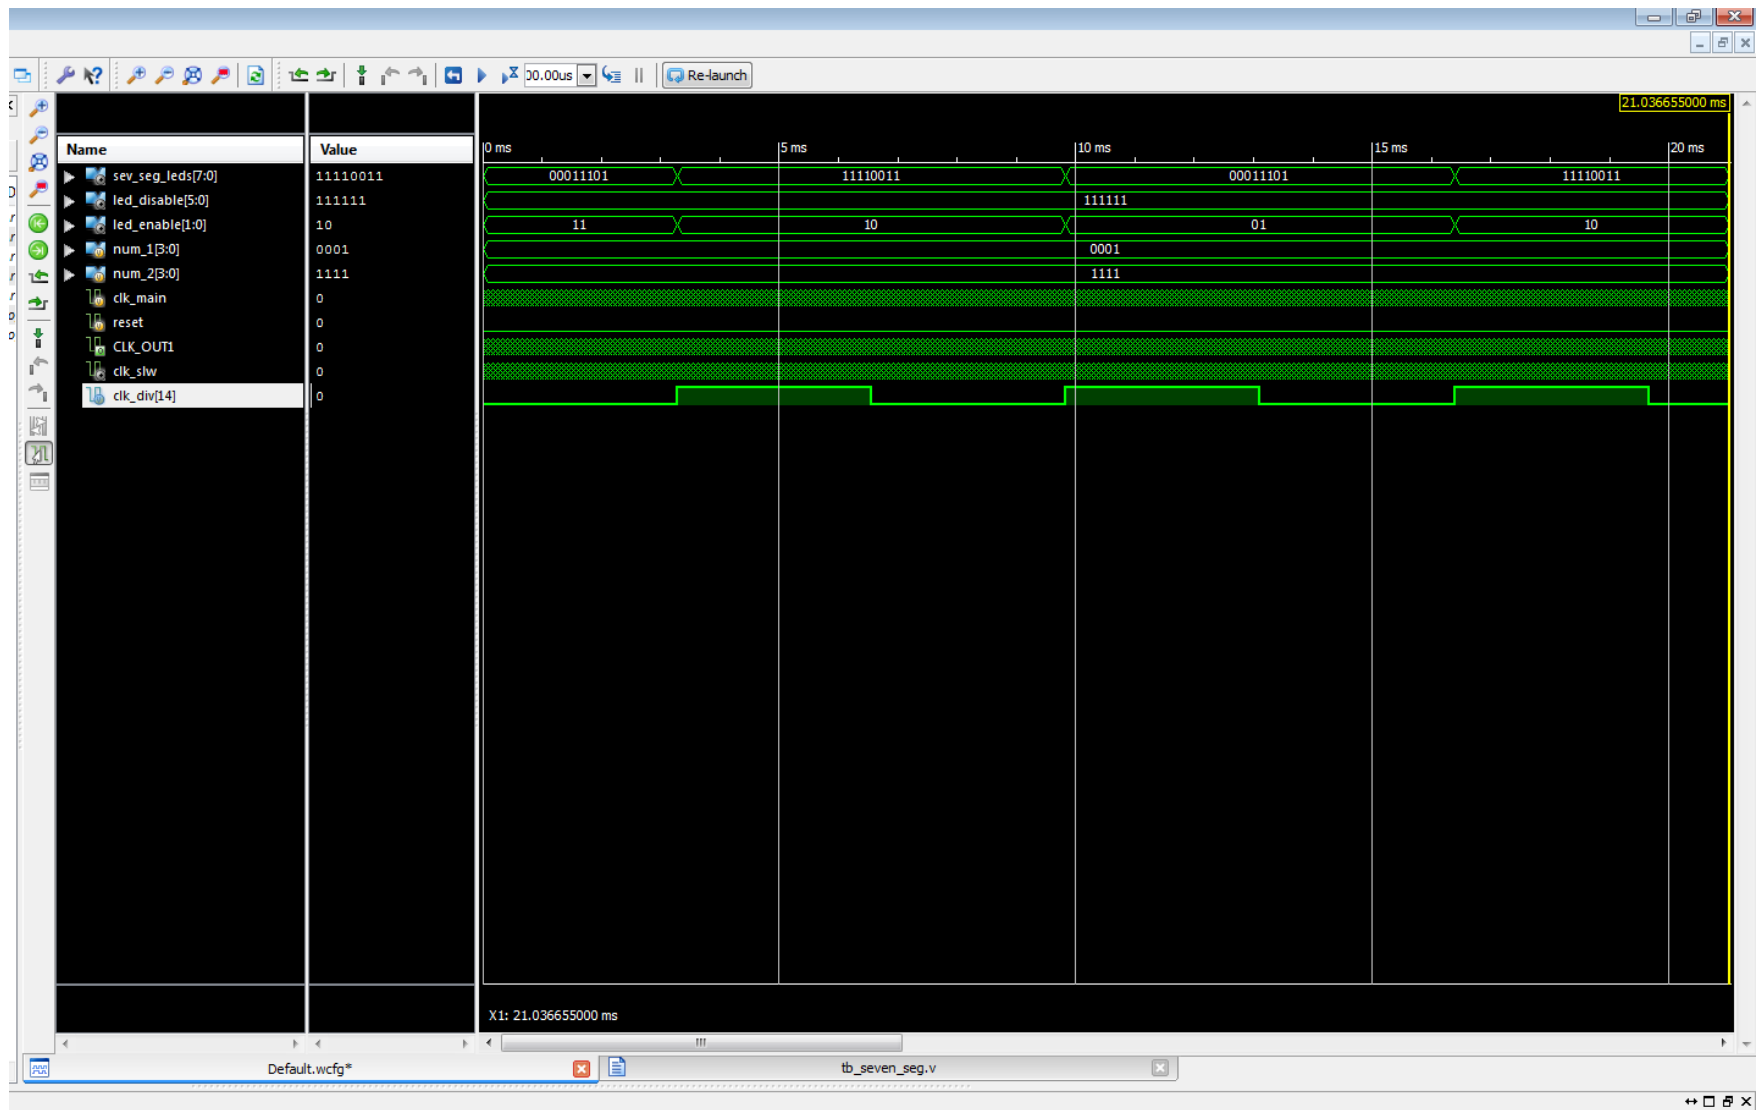 00.00us Re-launch
21.036655000 ms
Name Value 0 ms 5 ms 10 ms 15 ms 20 ms
sev_seg_leds[7:0] 11110011 00011101 11110011 00011101 11110011
led_disable[5:0] 111111 111111
led_enable[1:0] 10 11 10 01 10
num_1[3:0] 0001 0001
num_2[3:0] 1111 1111
clk_main 0
reset 0
CLK_OUT1 0
clk_slw 0
clk_div[14] 0
X1: 21.036655000 ms
Default.wcfg* tb_seven_seg.v